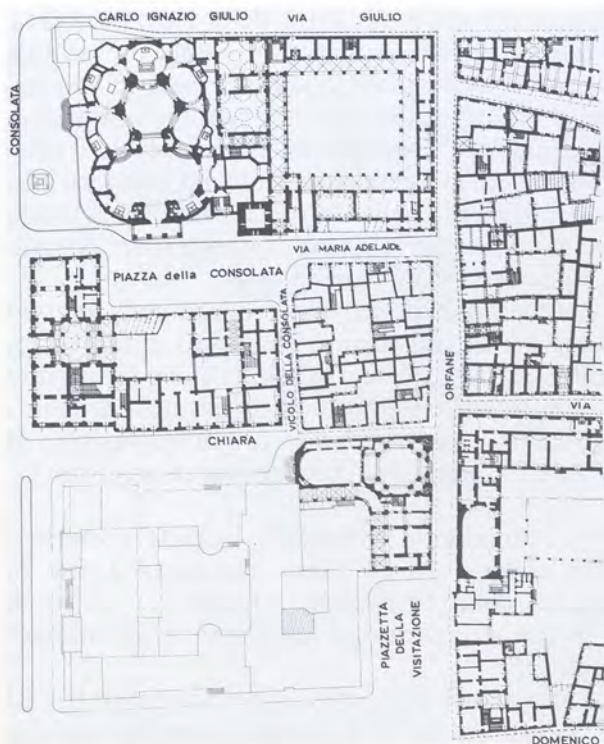 CARLO IGNAZIO GIULIO VIA GIULIO
CONSOLATA
VIA MARIA ADELAIDE
PIAZZA della CONSOLATA
VICOLO DELLA CONSOLATA
ORFANE
VIA
CHIARA
PIAZZETTA
DELLA
VISITAZIONE
DOMENICO